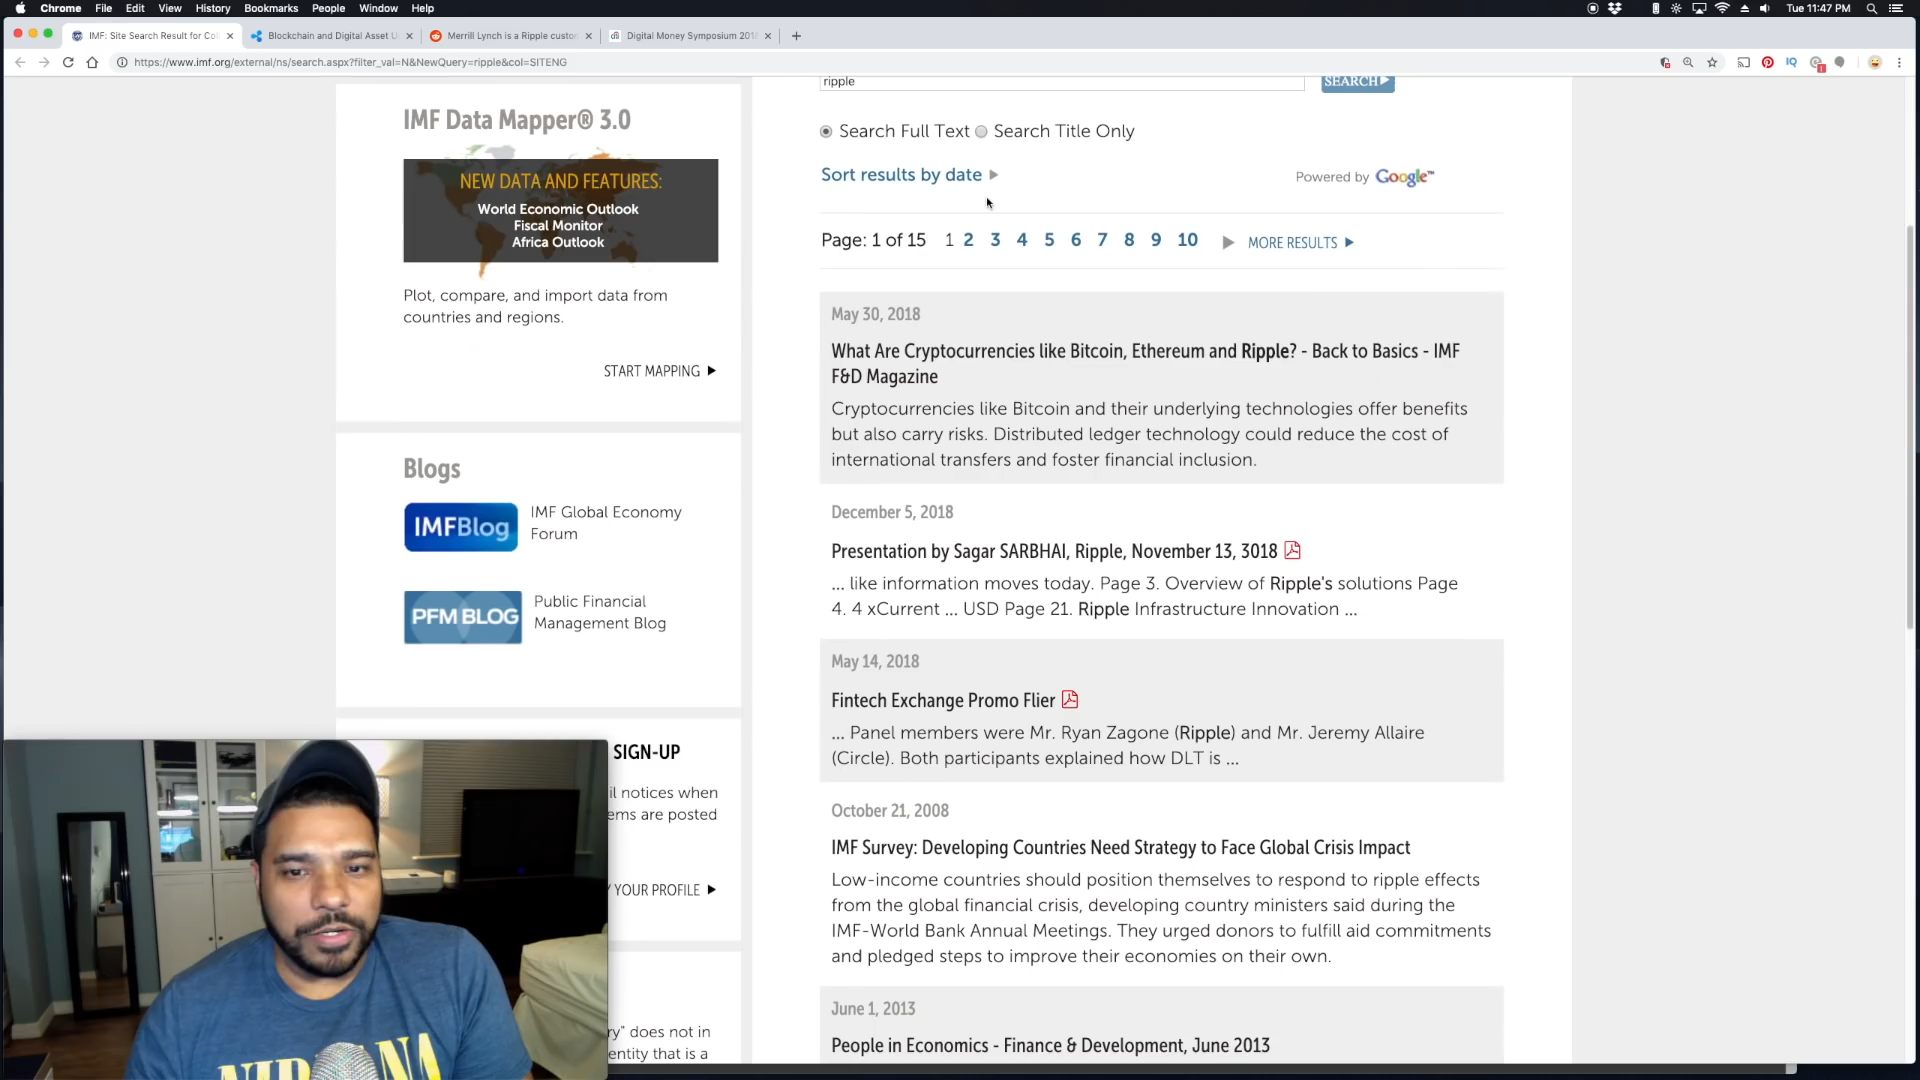 Chrome File Edit View History Bookmarks People Window Help
Tue 11:47 PM
IMF: Site Search Result for Col
Blockchain and Digital Asset
Merrill Lynch is a Ripple custom
Digital Money Symposium 201
https://www.imf.org/external/ns/search.aspx?filter_val=N&NewQuery=ripple&col=SITENG
ripple
SEARCH
Search Full Text Search Title Only
Sort results by date
Powered by Google™
Page: 1 of 15 1 2 3 4 5 6 7 8 9 10 MORE RESULTS
May 30, 2018
What Are Cryptocurrencies like Bitcoin, Ethereum and Ripple? - Back to Basics - IMF
F&D Magazine
Cryptocurrencies like Bitcoin and their underlying technologies offer benefits
but also carry risks. Distributed ledger technology could reduce the cost of
international transfers and foster financial inclusion.
December 5, 2018
Presentation by Sagar SARBHAI, Ripple, November 13, 3018
... like information moves today. Page 3. Overview of Ripple's solutions Page
4. 4 xCurrent ... USD Page 21. Ripple Infrastructure Innovation ...
May 14, 2018
Fintech Exchange Promo Flier
... Panel members were Mr. Ryan Zagone (Ripple) and Mr. Jeremy Allaire
(Circle). Both participants explained how DLT is ...
October 21, 2008
IMF Survey: Developing Countries Need Strategy to Face Global Crisis Impact
Low-income countries should position themselves to respond to ripple effects
from the global financial crisis, developing country ministers said during the
IMF-World Bank Annual Meetings. They urged donors to fulfill aid commitments
and pledged steps to improve their economies on their own.
June 1, 2013
People in Economics - Finance & Development, June 2013
IMF Data Mapper® 3.0
NEW DATA AND FEATURES:
World Economic Outlook
Fiscal Monitor
Africa Outlook
Plot, compare, and import data from
countries and regions.
START MAPPING
Blogs
IMFBlog
IMF Global Economy
Forum
PFM BLOG
Public Financial
Management Blog
SIGN-UP
il notices when
ems are posted
YOUR PROFILE
ry" does not in
entity that is a
NIRVANA